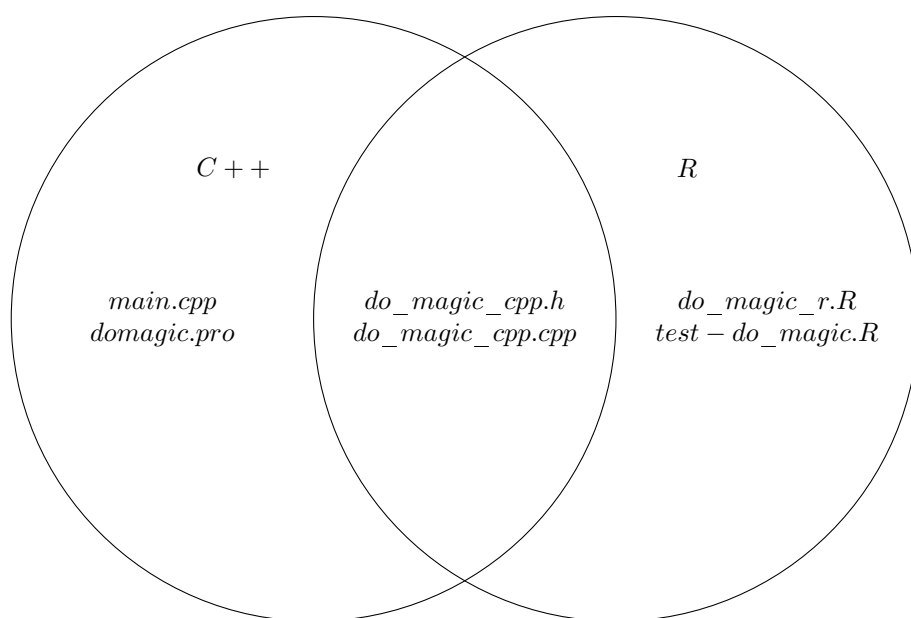 C + +
R
main.cpp
domagic.pro
do_magic_cpp.h
do_magic_cpp.cpp
do_magic_r.R
test − do_magic.R